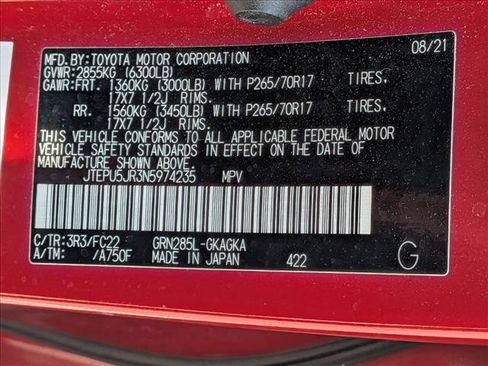 MFD. BY: TOYOTA MOTOR CORPORATION 08/21
GVWR: 2855KG (6300LB)
GAWR: FRT. 1360KG (3000LB) WITH P265/70R17 TIRES.
17X7 1/2J RIMS.
RR. 1560KG (3450LB) WITH P265/70R17 TIRES.
17X7 1/2J RIMS.
THIS VEHICLE CONFORMS TO ALL APPLICABLE FEDERAL MOTOR
VEHICLE SAFETY STANDARDS IN EFFECT ON THE DATE OF
MANUFACTURE SHOWN ABOVE.
JTEPU5JR3N5974235 MPV
C/TR: 3R3/FC22 GRN285L-GKAGKA
A/TM: /A750F MADE IN JAPAN 422 G